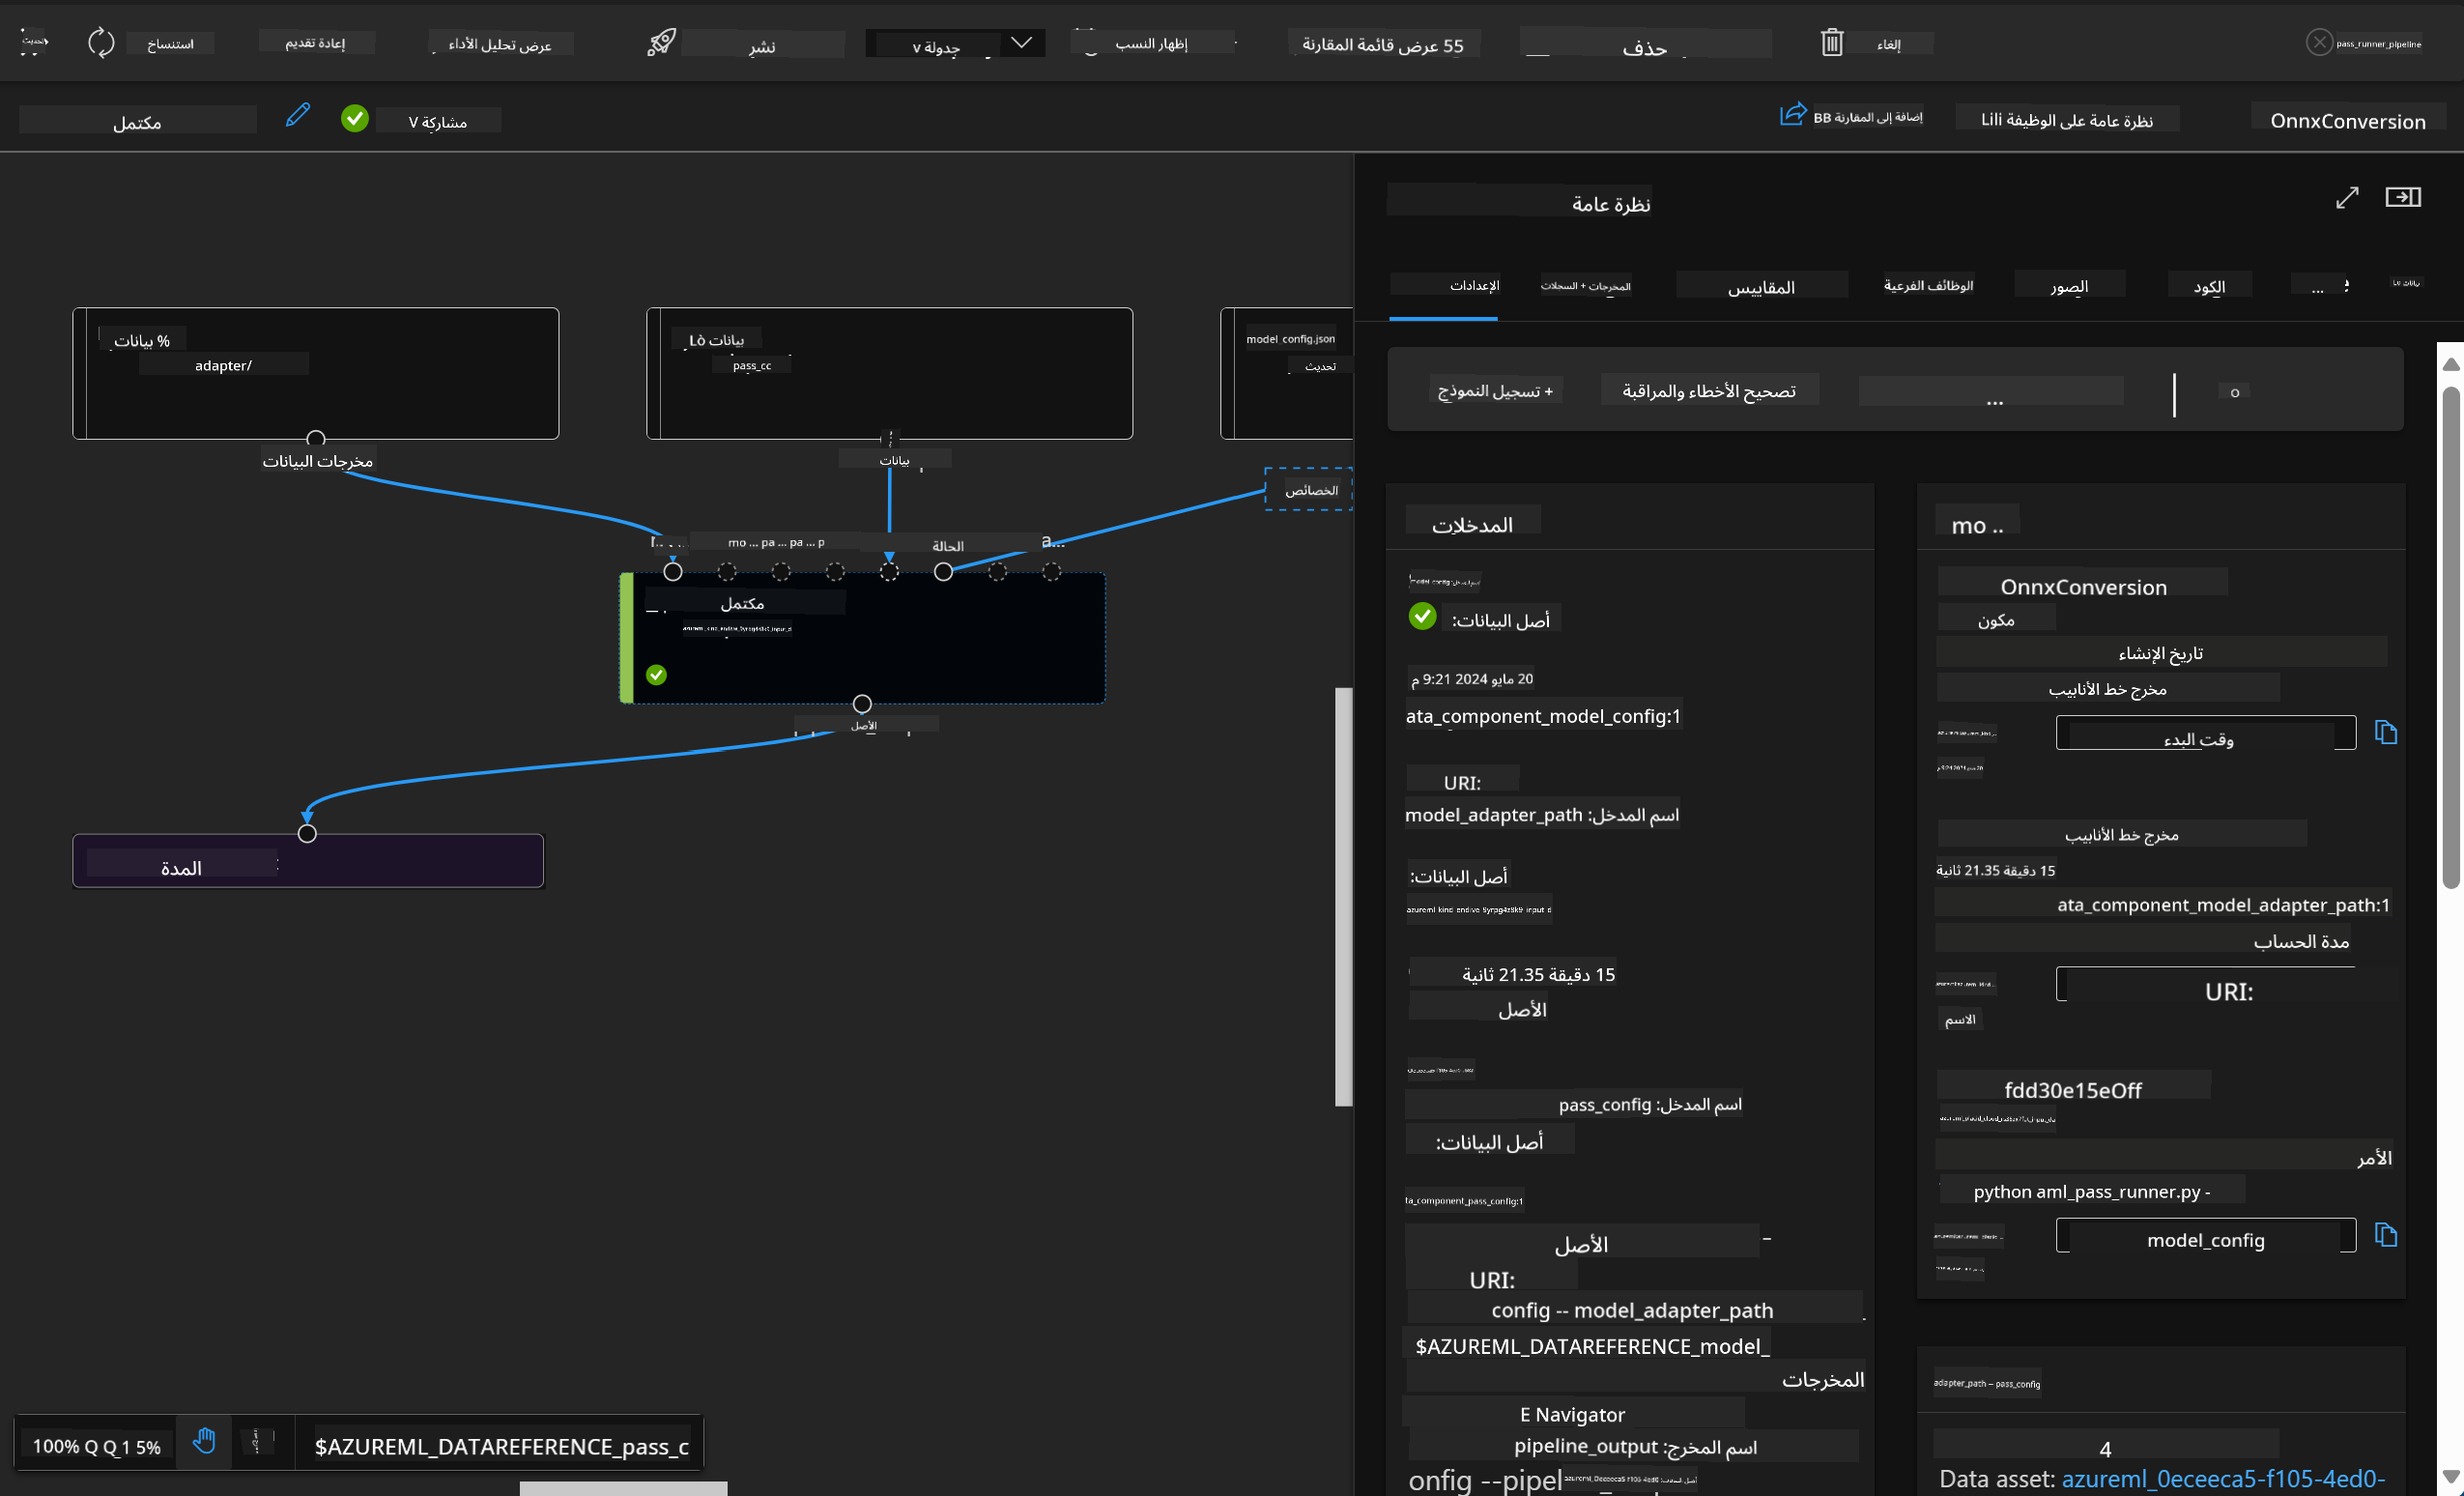 تحديث
استنساخ
إعادة تقديم
عرض تحليل الأداء
نشر
جدولة v
إظهار النسب
55 عرض قائمة المقارنة
حذف
إلغاء
pass_runner_pipeline
مكتمل
مشاركة V
إضافة إلى المقارنة BB
نظرة عامة على الوظيفة Lili
OnnxConversion
نظرة عامة
الإعدادات
المخرجات + السجلات
المقاييس
الوظائف الفرعية
الصور
الكود
...
بيانات Lo
% بيانات
adapter/
مخرجات البيانات
بيانات Lò
pass_cc
بيانات
model_config.json
تحديث
الخصائص
mo ... pa ... pa ... p
الحالة
a...
مكتمل
الأصل
المدة
100% Q Q 1 5%
$AZUREML_DATAREFERENCE_pass_c
+ تسجيل النموذج
تصحيح الأخطاء والمراقبة
...
o
المدخلات
أصل البيانات:
20 مايو 2024 9:21 م
ata_component_model_config:1
URI:
اسم المدخل: model_adapter_path
أصل البيانات:
15 دقيقة 21.35 ثانية
الأصل
اسم المدخل: pass_config
أصل البيانات:
ta_component_pass_config:1
الأصل
URI:
config -- model_adapter_path
$AZUREML_DATAREFERENCE_model_
المخرجات
E Navigator
اسم المخرج: pipeline_output
onfig --pipel
mo ..
OnnxConversion
مكون
تاريخ الإنشاء
مخرج خط الأنابيب
وقت البدء
مخرج خط الأنابيب
15 دقيقة 21.35 ثانية
ata_component_model_adapter_path:1
مدة الحساب
URI:
الاسم
fdd30e15eOff
الأمر
python aml_pass_runner.py -
model_config
adapter_path – pass_config
4
Data asset: azureml_0eceeca5-f105-4ed0-